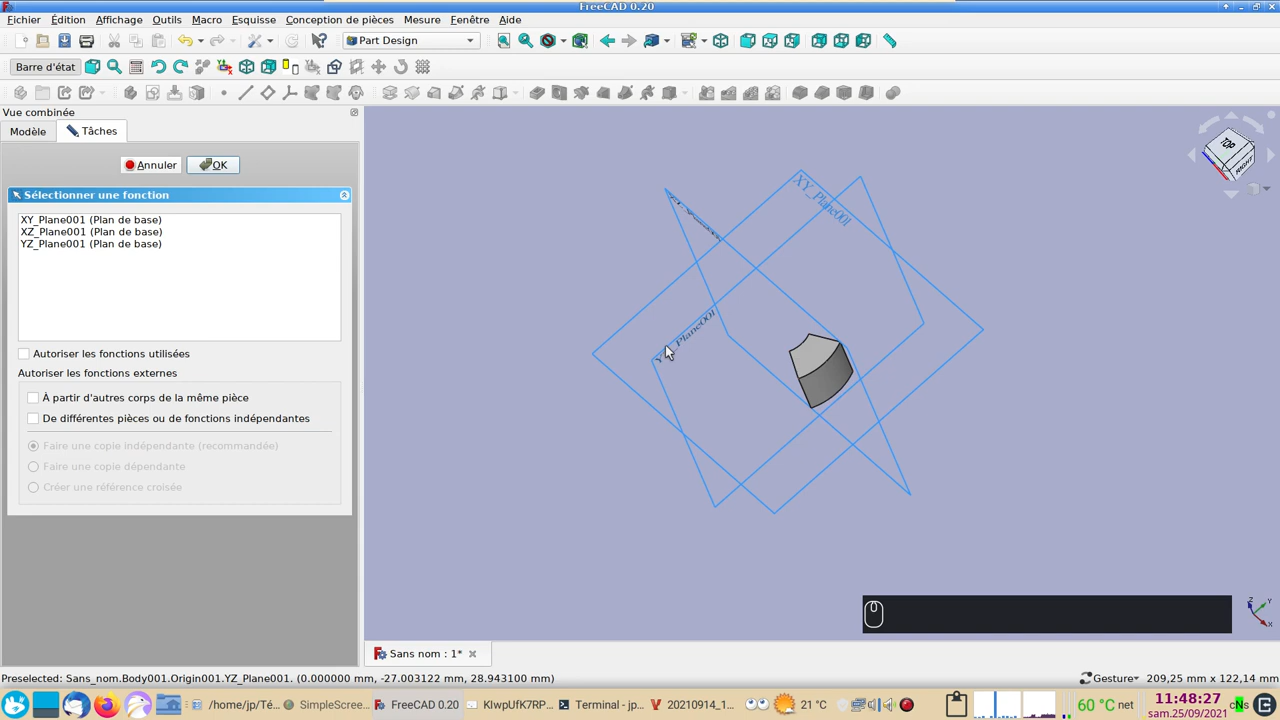 FreeCAD 0.20
Fichier Édition Affichage Outils Macro Esquisse Conception de pièces Mesure Fenêtre Aide
Part Design
Barre d'état
Vue combinée
Modèle Tâches
Annuler OK
Sélectionner une fonction
XY_Plane001 (Plan de base)
XZ_Plane001 (Plan de base)
YZ_Plane001 (Plan de base)
Autoriser les fonctions utilisées
Autoriser les fonctions externes
À partir d'autres corps de la même pièce
De différentes pièces ou de fonctions indépendantes
Faire une copie indépendante (recommandée)
Faire une copie dépendante
Créer une référence croisée
XY_Plane001
Plane001
TOP
RIGHT
Z Y
X
Sans nom : 1*
Preselected: Sans_nom.Body001.Origin001.YZ_Plane001. (0.000000 mm, -27.003122 mm, 28.943100 mm)
Gesture 209,25 mm x 122,14 mm
/home/jp/Té... SimpleScree... FreeCAD 0.20 KIwpUfK7RP... Terminal - jp... 20210914_1... 21 °C 60 °C net 11:48:27
sam.25/09/2021
cNs